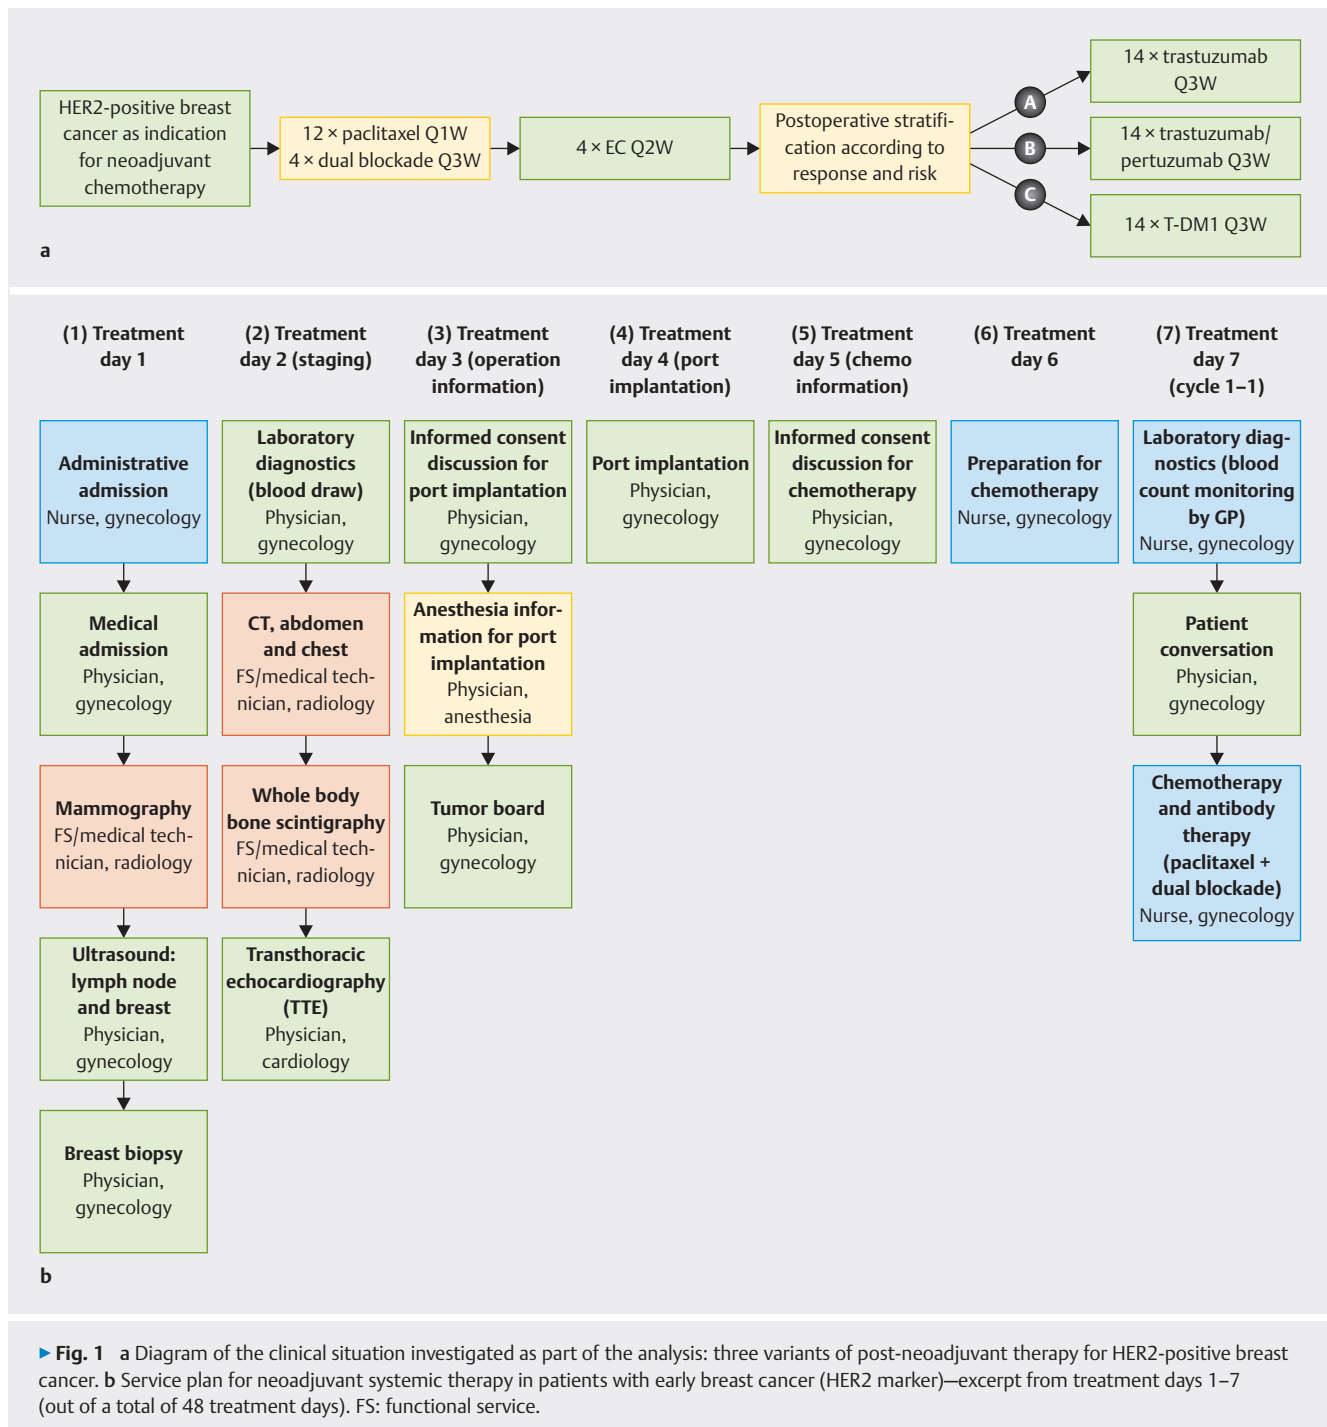 HER2-positive breast
cancer as indication
for neoadjuvant
chemotherapy
12 × paclitaxel Q1W
4 × dual blockade Q3W
4 × EC Q2W
Postoperative stratifi-
cation according to
response and risk
A
B
C
14 × trastuzumab
Q3W
14 × trastuzumab/
pertuzumab Q3W
14 × T-DM1 Q3W
a
(1) Treatment
day 1
Administrative
admission
Nurse, gynecology
Medical
admission
Physician,
gynecology
Mammography
FS/medical tech-
nician, radiology
Ultrasound:
lymph node
and breast
Physician,
gynecology
Breast biopsy
Physician,
gynecology
(2) Treatment
day 2 (staging)
Laboratory
diagnostics
(blood draw)
Physician,
gynecology
CT, abdomen
and chest
FS/medical tech-
nician, radiology
Whole body
bone scintigraphy
FS/medical tech-
nician, radiology
Transthoracic
echocardiography
(TTE)
Physician,
cardiology
(3) Treatment
day 3 (operation
information)
Informed consent
discussion for
port implantation
Physician,
gynecology
Anesthesia infor-
mation for port
implantation
Physician,
anesthesia
Tumor board
Physician,
gynecology
(4) Treatment
day 4 (port
implantation)
Port implantation
Physician,
gynecology
(5) Treatment
day 5 (chemo
information)
Informed consent
discussion for
chemotherapy
Physician,
gynecology
(6) Treatment
day 6
Preparation for
chemotherapy
Nurse, gynecology
(7) Treatment
day 7
(cycle 1–1)
Laboratory diag-
nostics (blood
count monitoring
by GP)
Nurse, gynecology
Patient
conversation
Physician,
gynecology
Chemotherapy
and antibody
therapy
(paclitaxel +
dual blockade)
Nurse, gynecology
b
▶ Fig. 1 a Diagram of the clinical situation investigated as part of the analysis: three variants of post-neoadjuvant therapy for HER2-positive breast
cancer. b Service plan for neoadjuvant systemic therapy in patients with early breast cancer (HER2 marker)—excerpt from treatment days 1–7
(out of a total of 48 treatment days). FS: functional service.